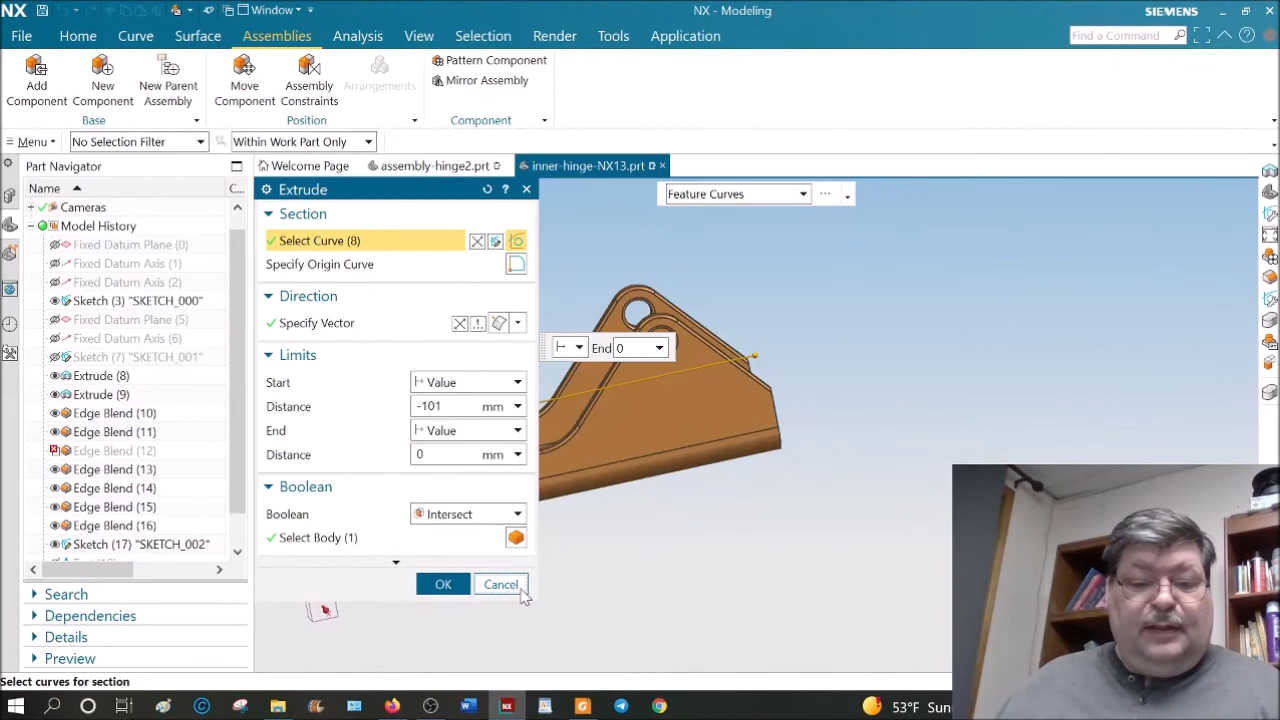 NX Window NX - Modeling SIEMENS
File Home Curve Surface Assemblies Analysis View Selection Render Tools Application Find a Command
Add Component
New Component
New Parent Assembly
Move Component
Assembly Constraints
Arrangements
Pattern Component
Mirror Assembly
Base Position Component
Menu No Selection Filter Within Work Part Only
Part Navigator
Welcome Page assembly-hinge2.prt inner-hinge-NX13.prt
Name C...
Cameras
Model History
Fixed Datum Plane (0)
Fixed Datum Axis (1)
Fixed Datum Axis (2)
Sketch (3) "SKETCH_000"
Fixed Datum Plane (5)
Fixed Datum Axis (6)
Sketch (7) "SKETCH_001"
Extrude (8)
Extrude (9)
Edge Blend (10)
Edge Blend (11)
Edge Blend (12)
Edge Blend (13)
Edge Blend (14)
Edge Blend (15)
Edge Blend (16)
Sketch (17) "SKETCH_002"
Search
Dependencies
Details
Preview
Extrude
Section
Select Curve (8)
Specify Origin Curve
Direction
Specify Vector
Limits
Start Value
Distance -101 mm
End Value
Distance 0 mm
Boolean
Boolean Intersect
Select Body (1)
OK Cancel
Feature Curves
End 0
Select curves for section
53°F Sun